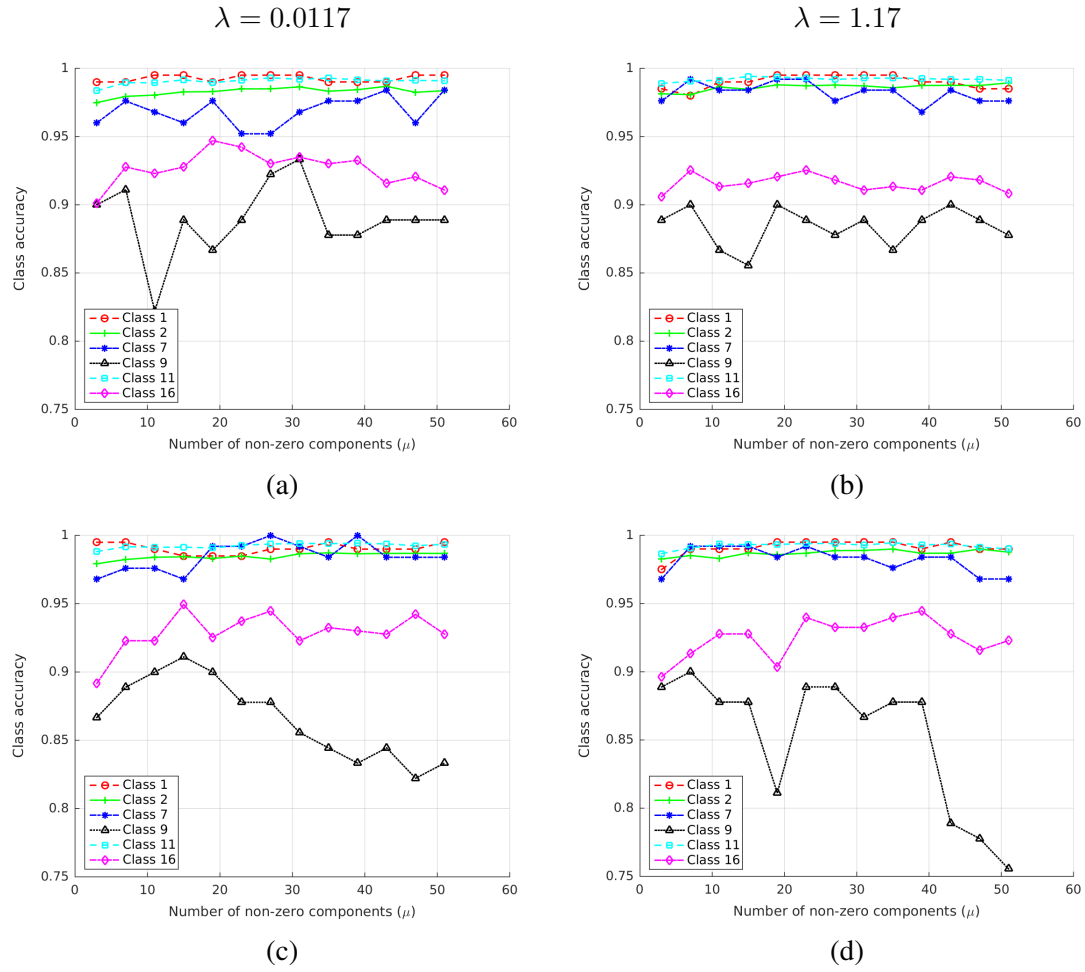 λ = 0.0117
λ = 1.17
1
0.95
0.9
0.85
0.8
0.75
Class accuracy
Class 1
Class 2
Class 7
Class 9
Class 11
Class 16
0 10 20 30 40 50 60
Number of non-zero components (μ)
(a)
1
0.95
0.9
0.85
0.8
0.75
Class accuracy
Class 1
Class 2
Class 7
Class 9
Class 11
Class 16
0 10 20 30 40 50 60
Number of non-zero components (μ)
(b)
1
0.95
0.9
0.85
0.8
0.75
Class accuracy
Class 1
Class 2
Class 7
Class 9
Class 11
Class 16
0 10 20 30 40 50 60
Number of non-zero components (μ)
(c)
1
0.95
0.9
0.85
0.8
0.75
Class accuracy
Class 1
Class 2
Class 7
Class 9
Class 11
Class 16
0 10 20 30 40 50 60
Number of non-zero components (μ)
(d)